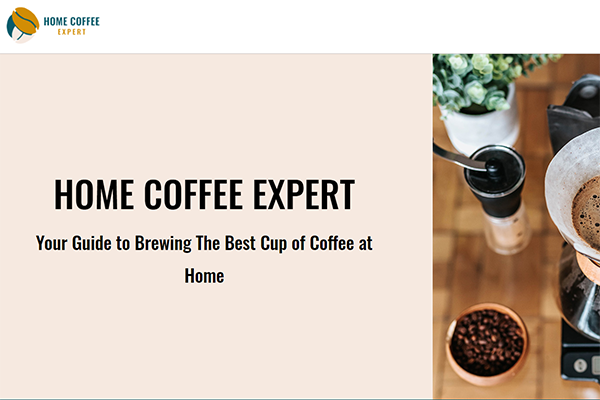 HOME COFFEE
EXPERT
HOME COFFEE EXPERT
Your Guide to Brewing The Best Cup of Coffee at
Home